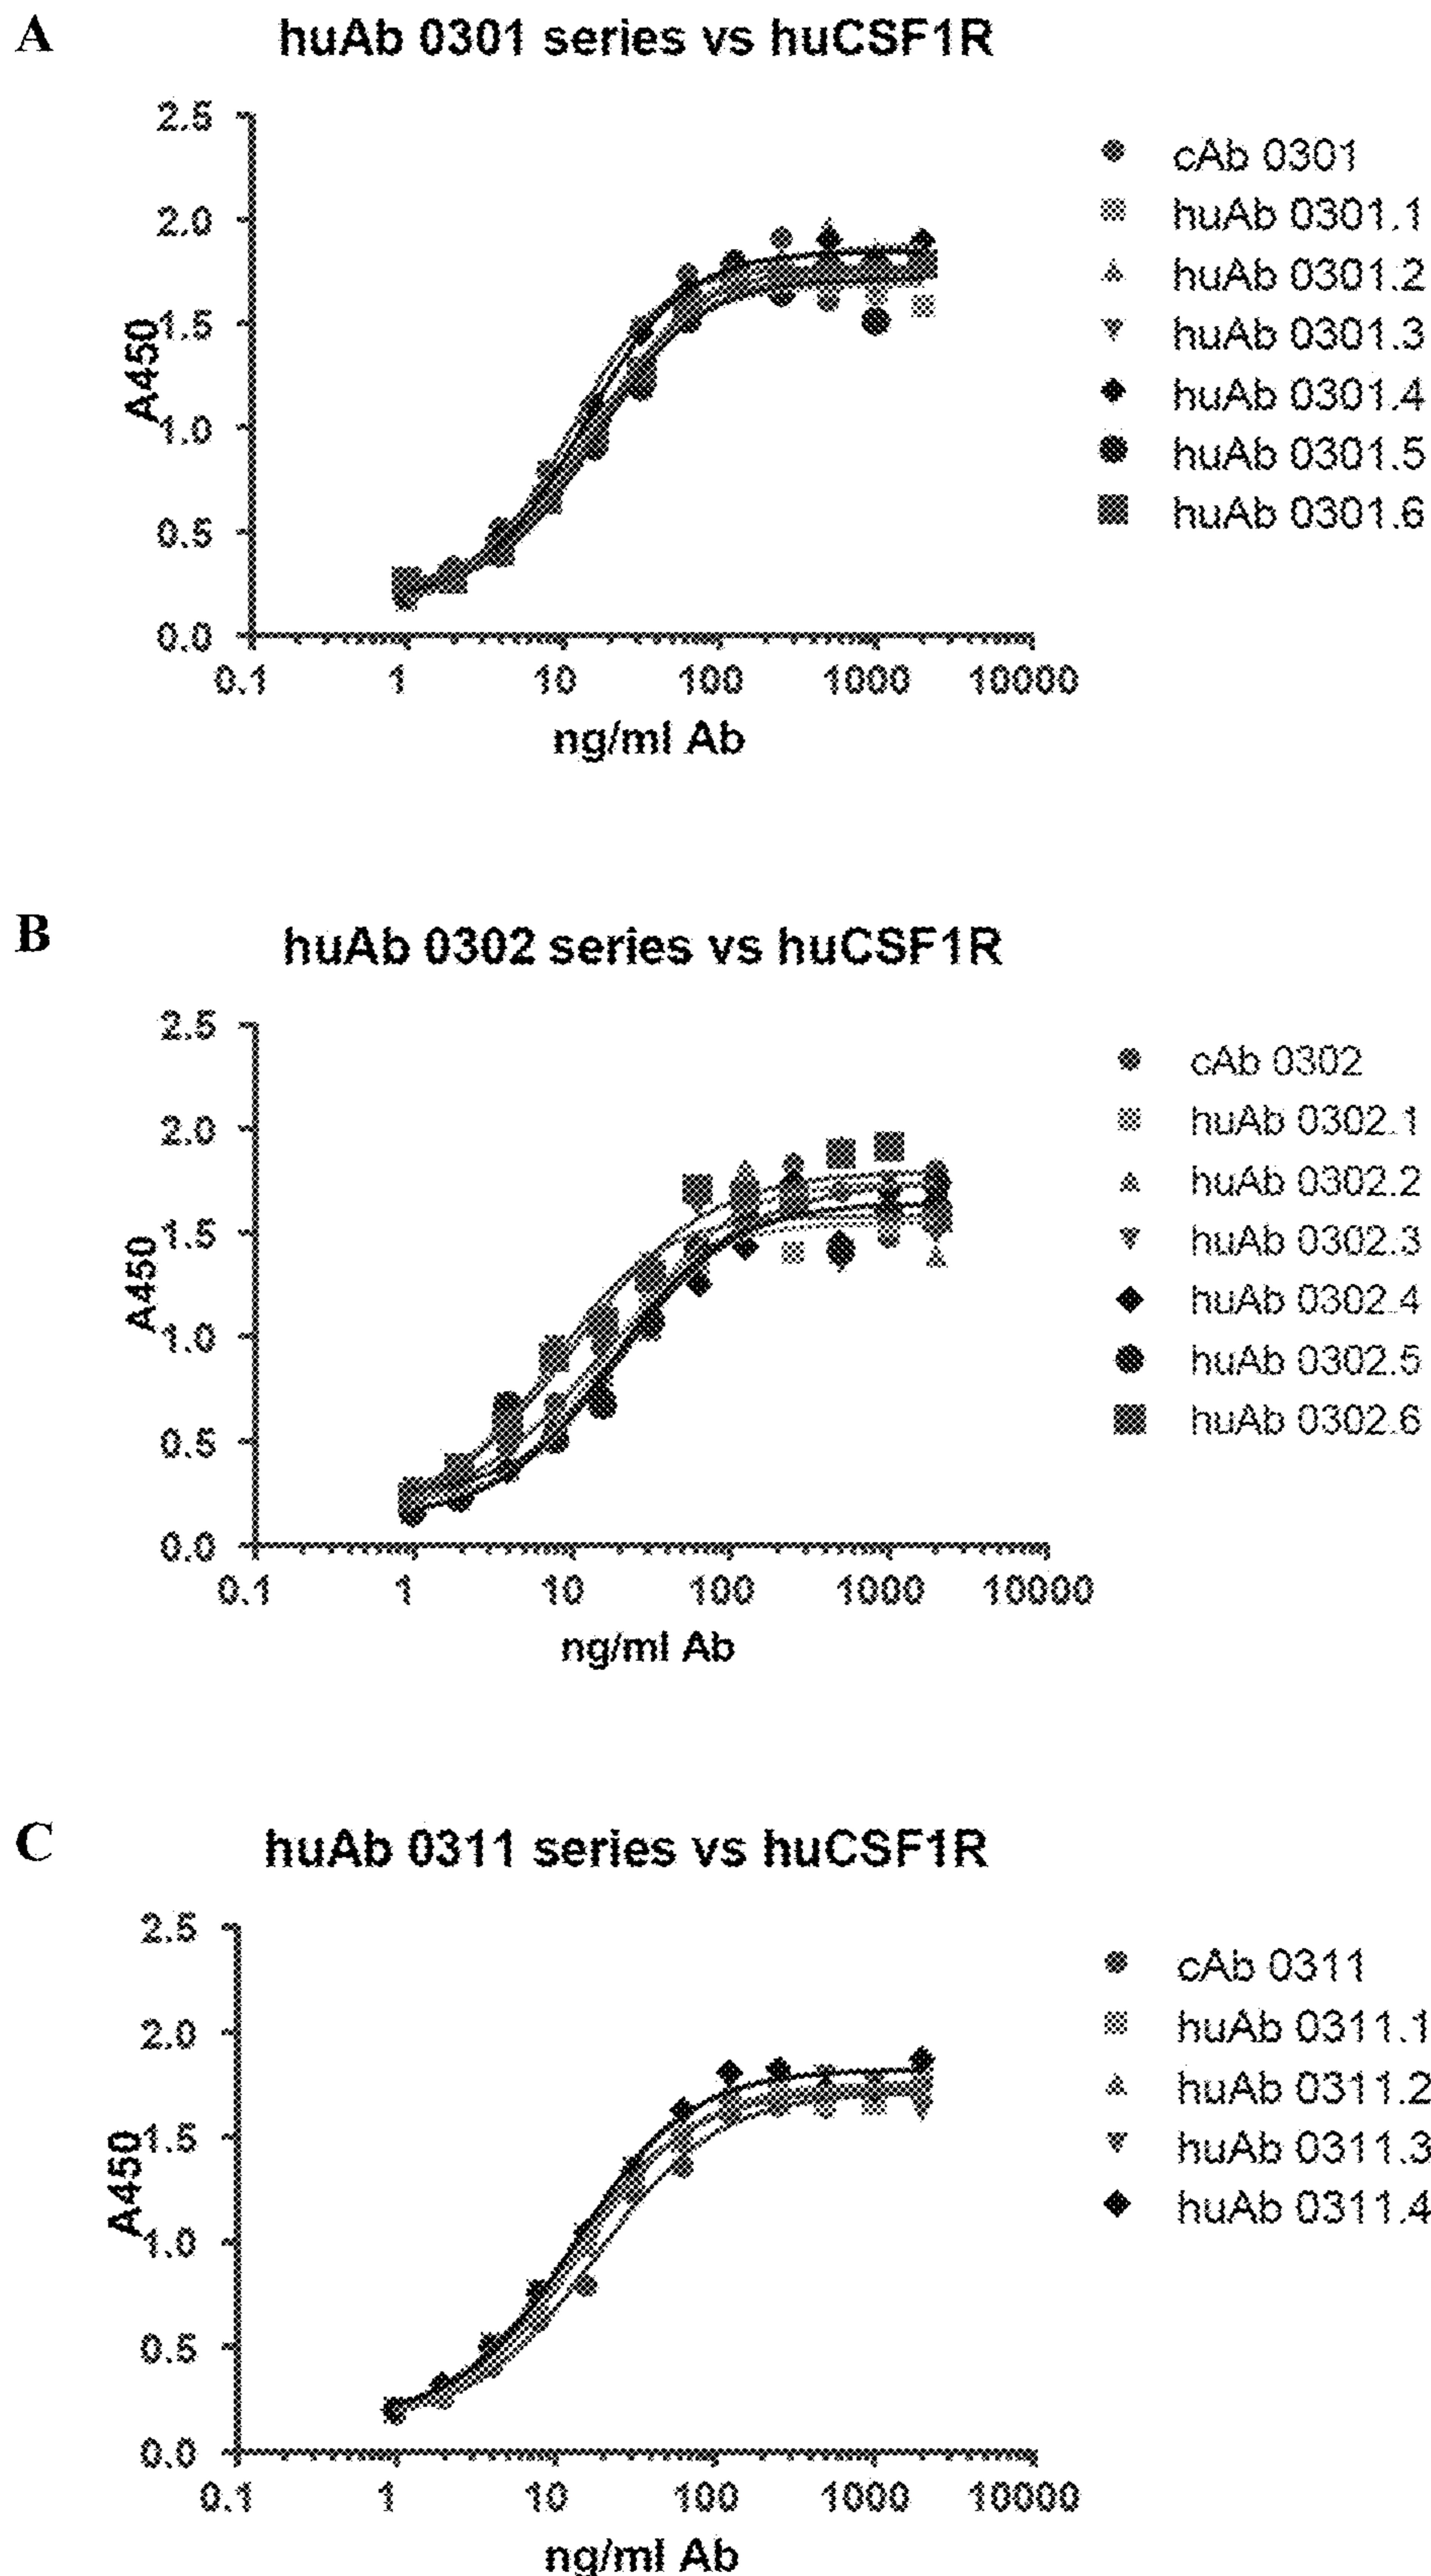 A
huAb 0301 series vs huCSF1R
2.5
2.0
1.5
1.0
0.5
0.0
A450
0.1 1 10 100 1000 10000
ng/ml Ab
cAb 0301
huAb 0301.1
huAb 0301.2
huAb 0301.3
huAb 0301.4
huAb 0301.5
huAb 0301.6
B
huAb 0302 series vs huCSF1R
2.5
2.0
1.5
1.0
0.5
0.0
A450
0.1 1 10 100 1000 10000
ng/ml Ab
cAb 0302
huAb 0302.1
huAb 0302.2
huAb 0302.3
huAb 0302.4
huAb 0302.5
huAb 0302.6
C
huAb 0311 series vs huCSF1R
2.5
2.0
1.5
1.0
0.5
0.0
A450
0.1 1 10 100 1000 10000
ng/ml Ab
cAb 0311
huAb 0311.1
huAb 0311.2
huAb 0311.3
huAb 0311.4